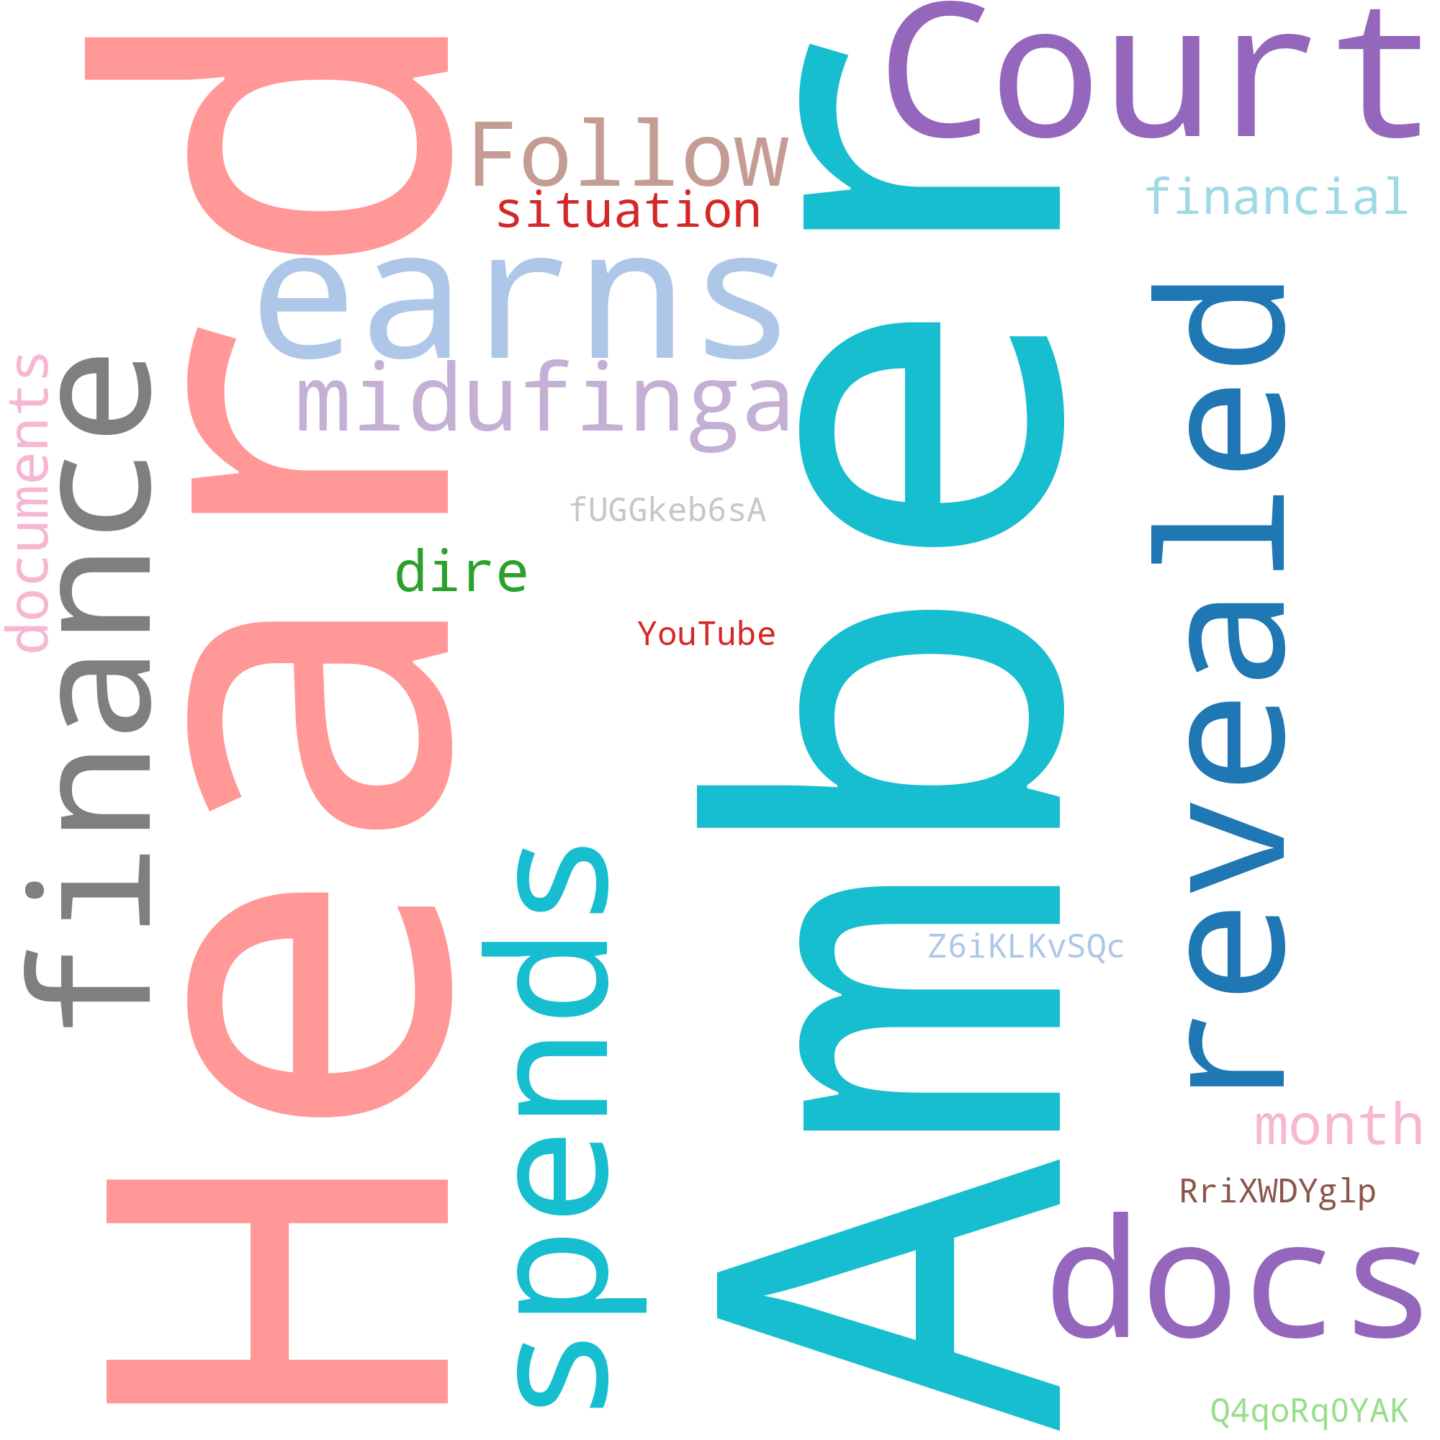 Court
Follow
situation
financial
earns
midufinga
documents
finance
Heard
fUGGkeb6sA
dire
YouTube
spends
Amber
Z6iKLKvSQc
revealed
month
RriXWDYglp
docs
Q4qoRq0YAK